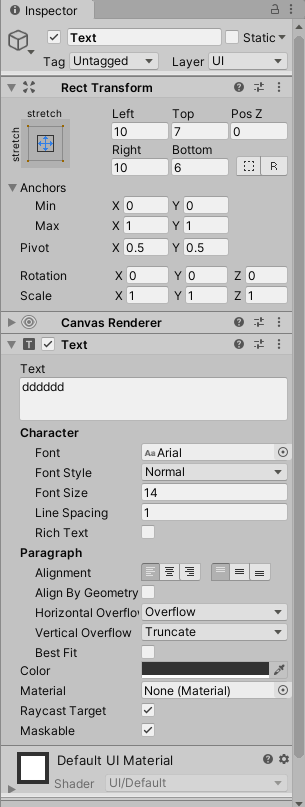 Inspector
Text Static
Tag Untagged Layer UI
Rect Transform
stretch
stretch
Left Top Pos Z
10 7 0
Right Bottom
10 6 R
Anchors
Min X 0 Y 0
Max X 1 Y 1
Pivot X 0.5 Y 0.5
Rotation X 0 Y 0 Z 0
Scale X 1 Y 1 Z 1
Canvas Renderer
T Text
Text
dddddd
Character
Font Aa Arial
Font Style Normal
Font Size 14
Line Spacing 1
Rich Text
Paragraph
Alignment
Align By Geometry
Horizontal Overflov Overflow
Vertical Overflow Truncate
Best Fit
Color
Material None (Material)
Raycast Target
Maskable
Default UI Material
Shader UI/Default